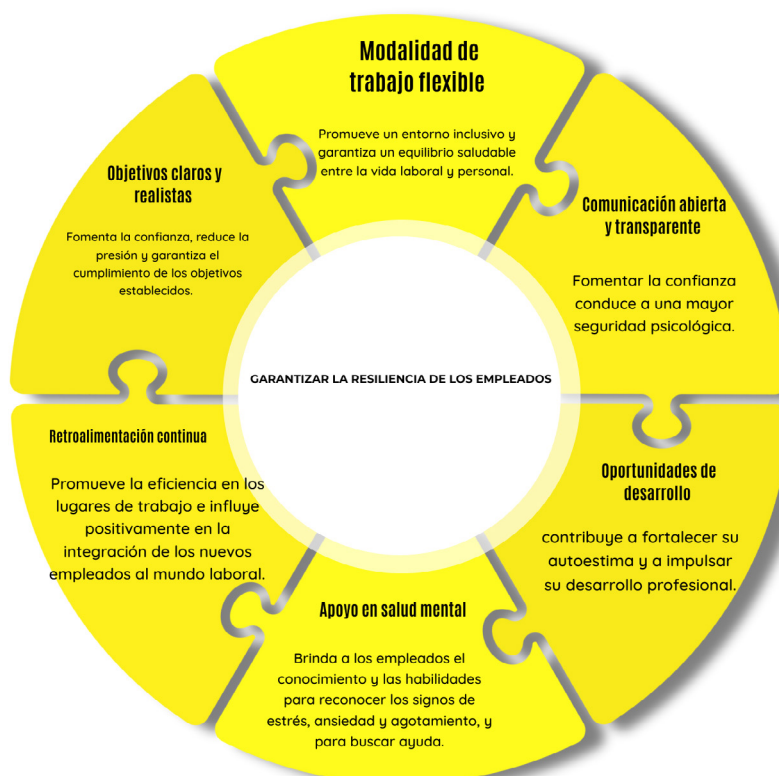 Modalidad de
trabajo flexible
Promueve un entorno inclusivo y
garantiza un equilibrio saludable
entre la vida laboral y personal.
Comunicación abierta
y transparente
Fomentar la confianza
conduce a una mayor
seguridad psicológica.
Oportunidades de
desarrollo
contribuye a fortalecer su
autoestima y a impulsar
su desarrollo profesional.
Apoyo en salud mental
Brinda a los empleados el
conocimiento y las habilidades
para reconocer los signos de
estrés, ansiedad y agotamiento, y
para buscar ayuda.
Retroalimentación continua
Promueve la eficiencia en los
lugares de trabajo e influye
positivamente en la
integración de los nuevos
empleados al mundo laboral.
Objetivos claros y
realistas
Fomenta la confianza, reduce la
presión y garantiza el
cumplimiento de los objetivos
establecidos.
GARANTIZAR LA RESILIENCIA DE LOS EMPLEADOS